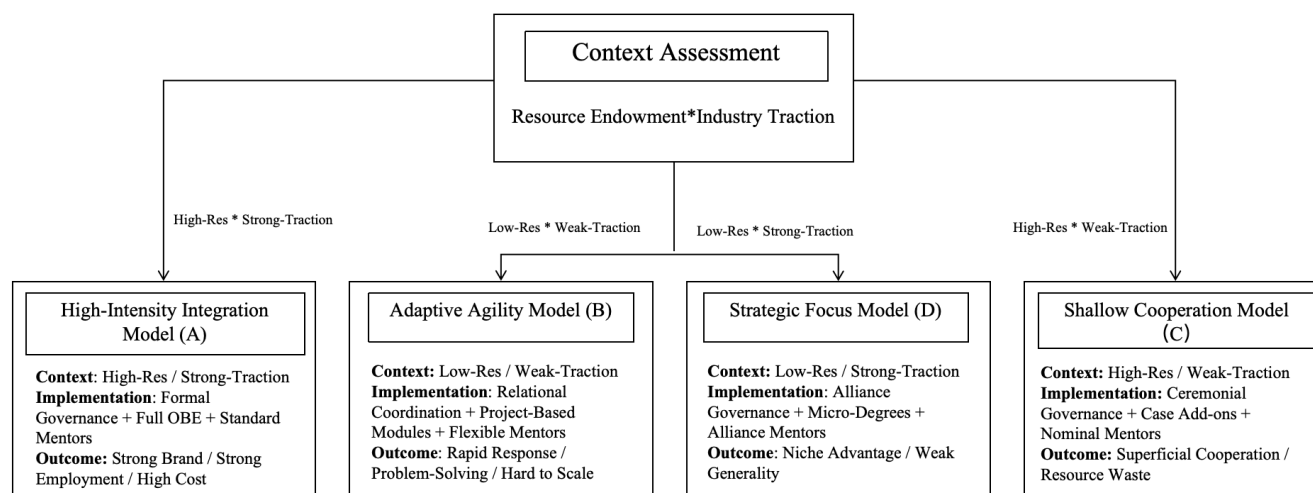 Context Assessment
Resource Endowment*Industry Traction
High-Res * Strong-Traction
Low-Res * Weak-Traction
Low-Res * Strong-Traction
High-Res * Weak-Traction
High-Intensity Integration
Model (A)
Context: High-Res / Strong-Traction
Implementation: Formal
Governance + Full OBE + Standard
Mentors
Outcome: Strong Brand / Strong
Employment / High Cost
Adaptive Agility Model (B)
Context: Low-Res / Weak-Traction
Implementation: Relational
Coordination + Project-Based
Modules + Flexible Mentors
Outcome: Rapid Response /
Problem-Solving / Hard to Scale
Strategic Focus Model (D)
Context: Low-Res / Strong-Traction
Implementation: Alliance
Governance + Micro-Degrees +
Alliance Mentors
Outcome: Niche Advantage / Weak
Generality
Shallow Cooperation Model
(C)
Context: High-Res / Weak-Traction
Implementation: Ceremonial
Governance + Case Add-ons +
Nominal Mentors
Outcome: Superficial Cooperation /
Resource Waste